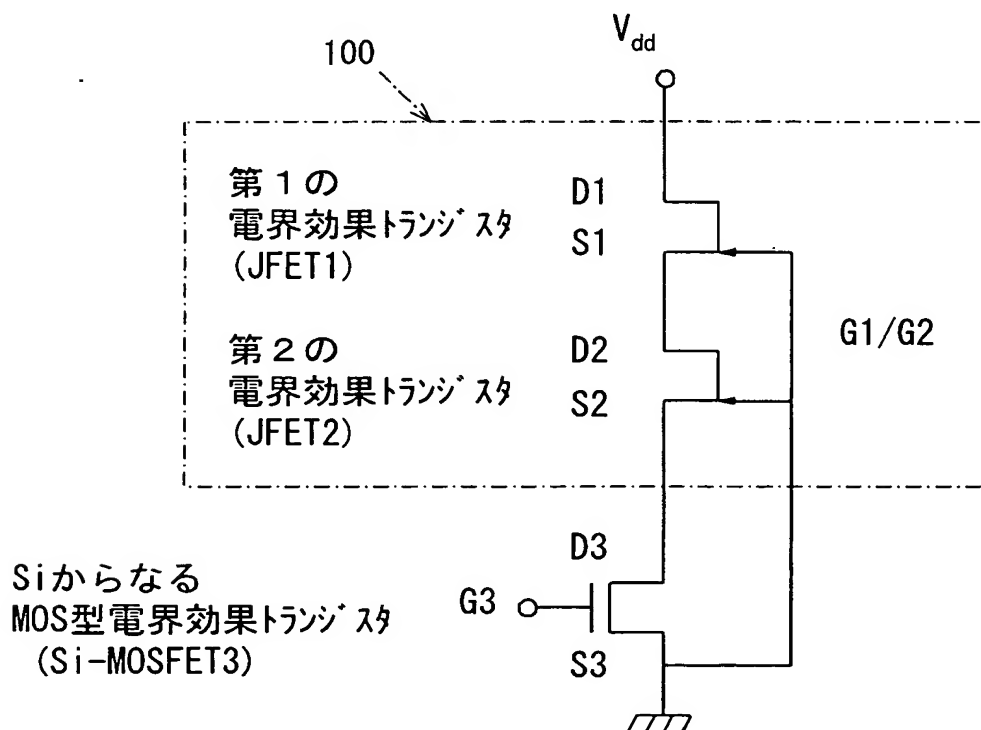 V_dd
100
第１の
電界効果ﾄﾗﾝｼﾞｽﾀ
(JFET1)
D1
S1
G1/G2
第２の
電界効果ﾄﾗﾝｼﾞｽﾀ
(JFET2)
D2
S2
Siからなる
MOS型電界効果ﾄﾗﾝｼﾞｽﾀ
(Si-MOSFET3)
D3
G3
S3